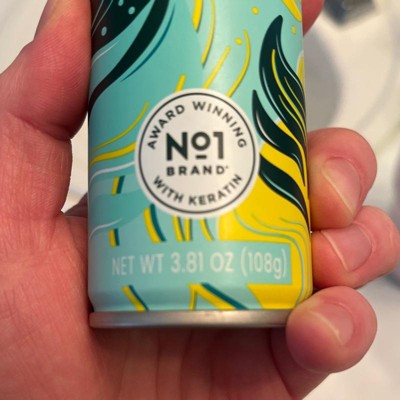 AWARD WINNING
Nº1
BRAND*
WITH KERATIN
NET WT 3.81 OZ (108g)